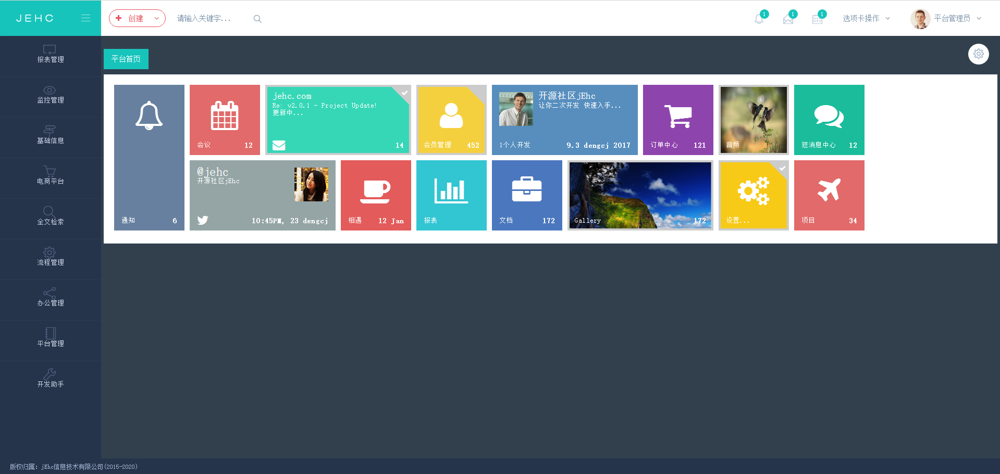 JEHC
创建
请输入关键字...
1
1
1
选项卡操作
平台管理员
报表管理
监控管理
基础信息
电商平台
全文检索
流程管理
办公管理
平台管理
开发助手
平台首页
通知
6
会议
12
jehc.com
Re: v2.0.1 - Project Update!
更新中...
14
会员管理
452
开源社区jEhc
让你二次开发 快速入手...
1个人开发
9.3 dengcj 2017
订单中心
121
音频
短消息中心
12
@jehc
开源社区jEhc
10:45PM, 23 dengcj
相遇
12 Jan
报表
文档
172
Gallery
172
设置...
项目
34
版权归属: jEhc信息技术有限公司(2015-2020)